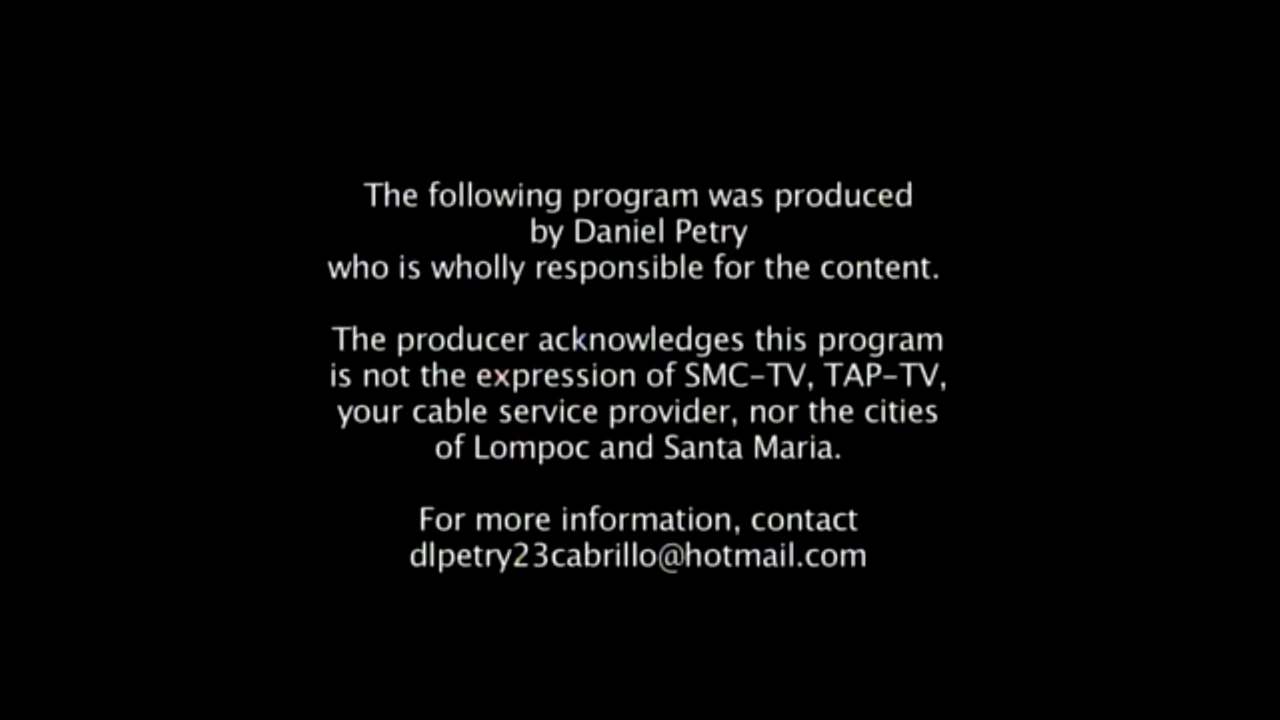 The following program was produced
by Daniel Petry
who is wholly responsible for the content.
The producer acknowledges this program
is not the expression of SMC-TV, TAP-TV,
your cable service provider, nor the cities
of Lompoc and Santa Maria.
For more information, contact
dlpetry23cabrillo@hotmail.com